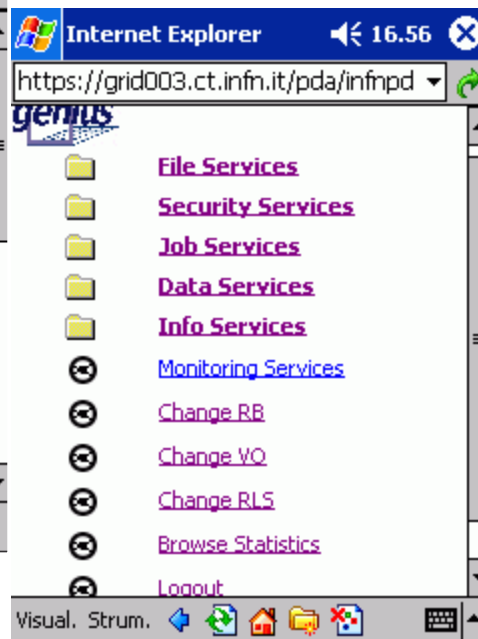 Internet Explorer 16.56
https://grid003.ct.infn.it/pda/infnpd
genius
File Services
Security Services
Job Services
Data Services
Info Services
Monitoring Services
Change RB
Change VO
Change RLS
Browse Statistics
Logout
Visual. Strum.